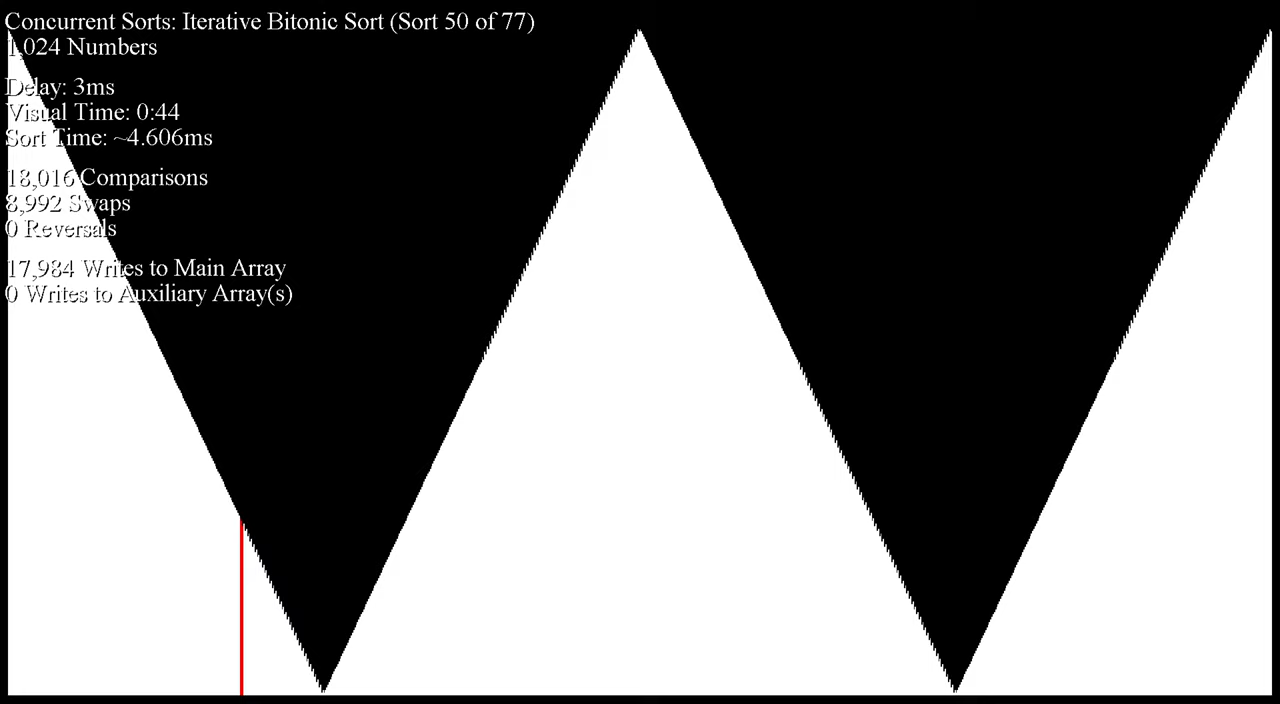 Concurrent Sorts: Iterative Bitonic Sort (Sort 50 of 77)
1,024 Numbers
Delay: 3ms
Visual Time: 0:44
Sort Time: ~4.606ms
18,016 Comparisons
8,992 Swaps
0 Reversals
17,984 Writes to Main Array
0 Writes to Auxiliary Array(s)